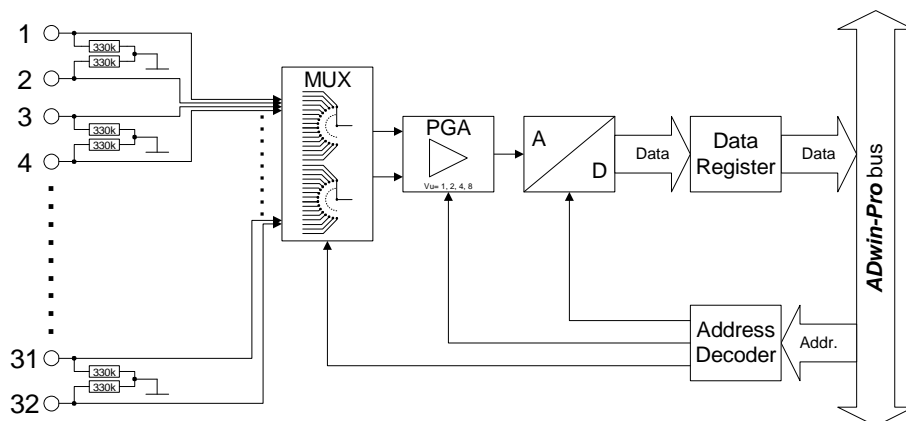 1
330k
330k
2
3
330k
330k
4
31
330k
330k
32
MUX
PGA
Vu= 1, 2, 4, 8
A
D
Data
Data
Register
Data
Address
Decoder
Addr.
ADwin-Pro bus